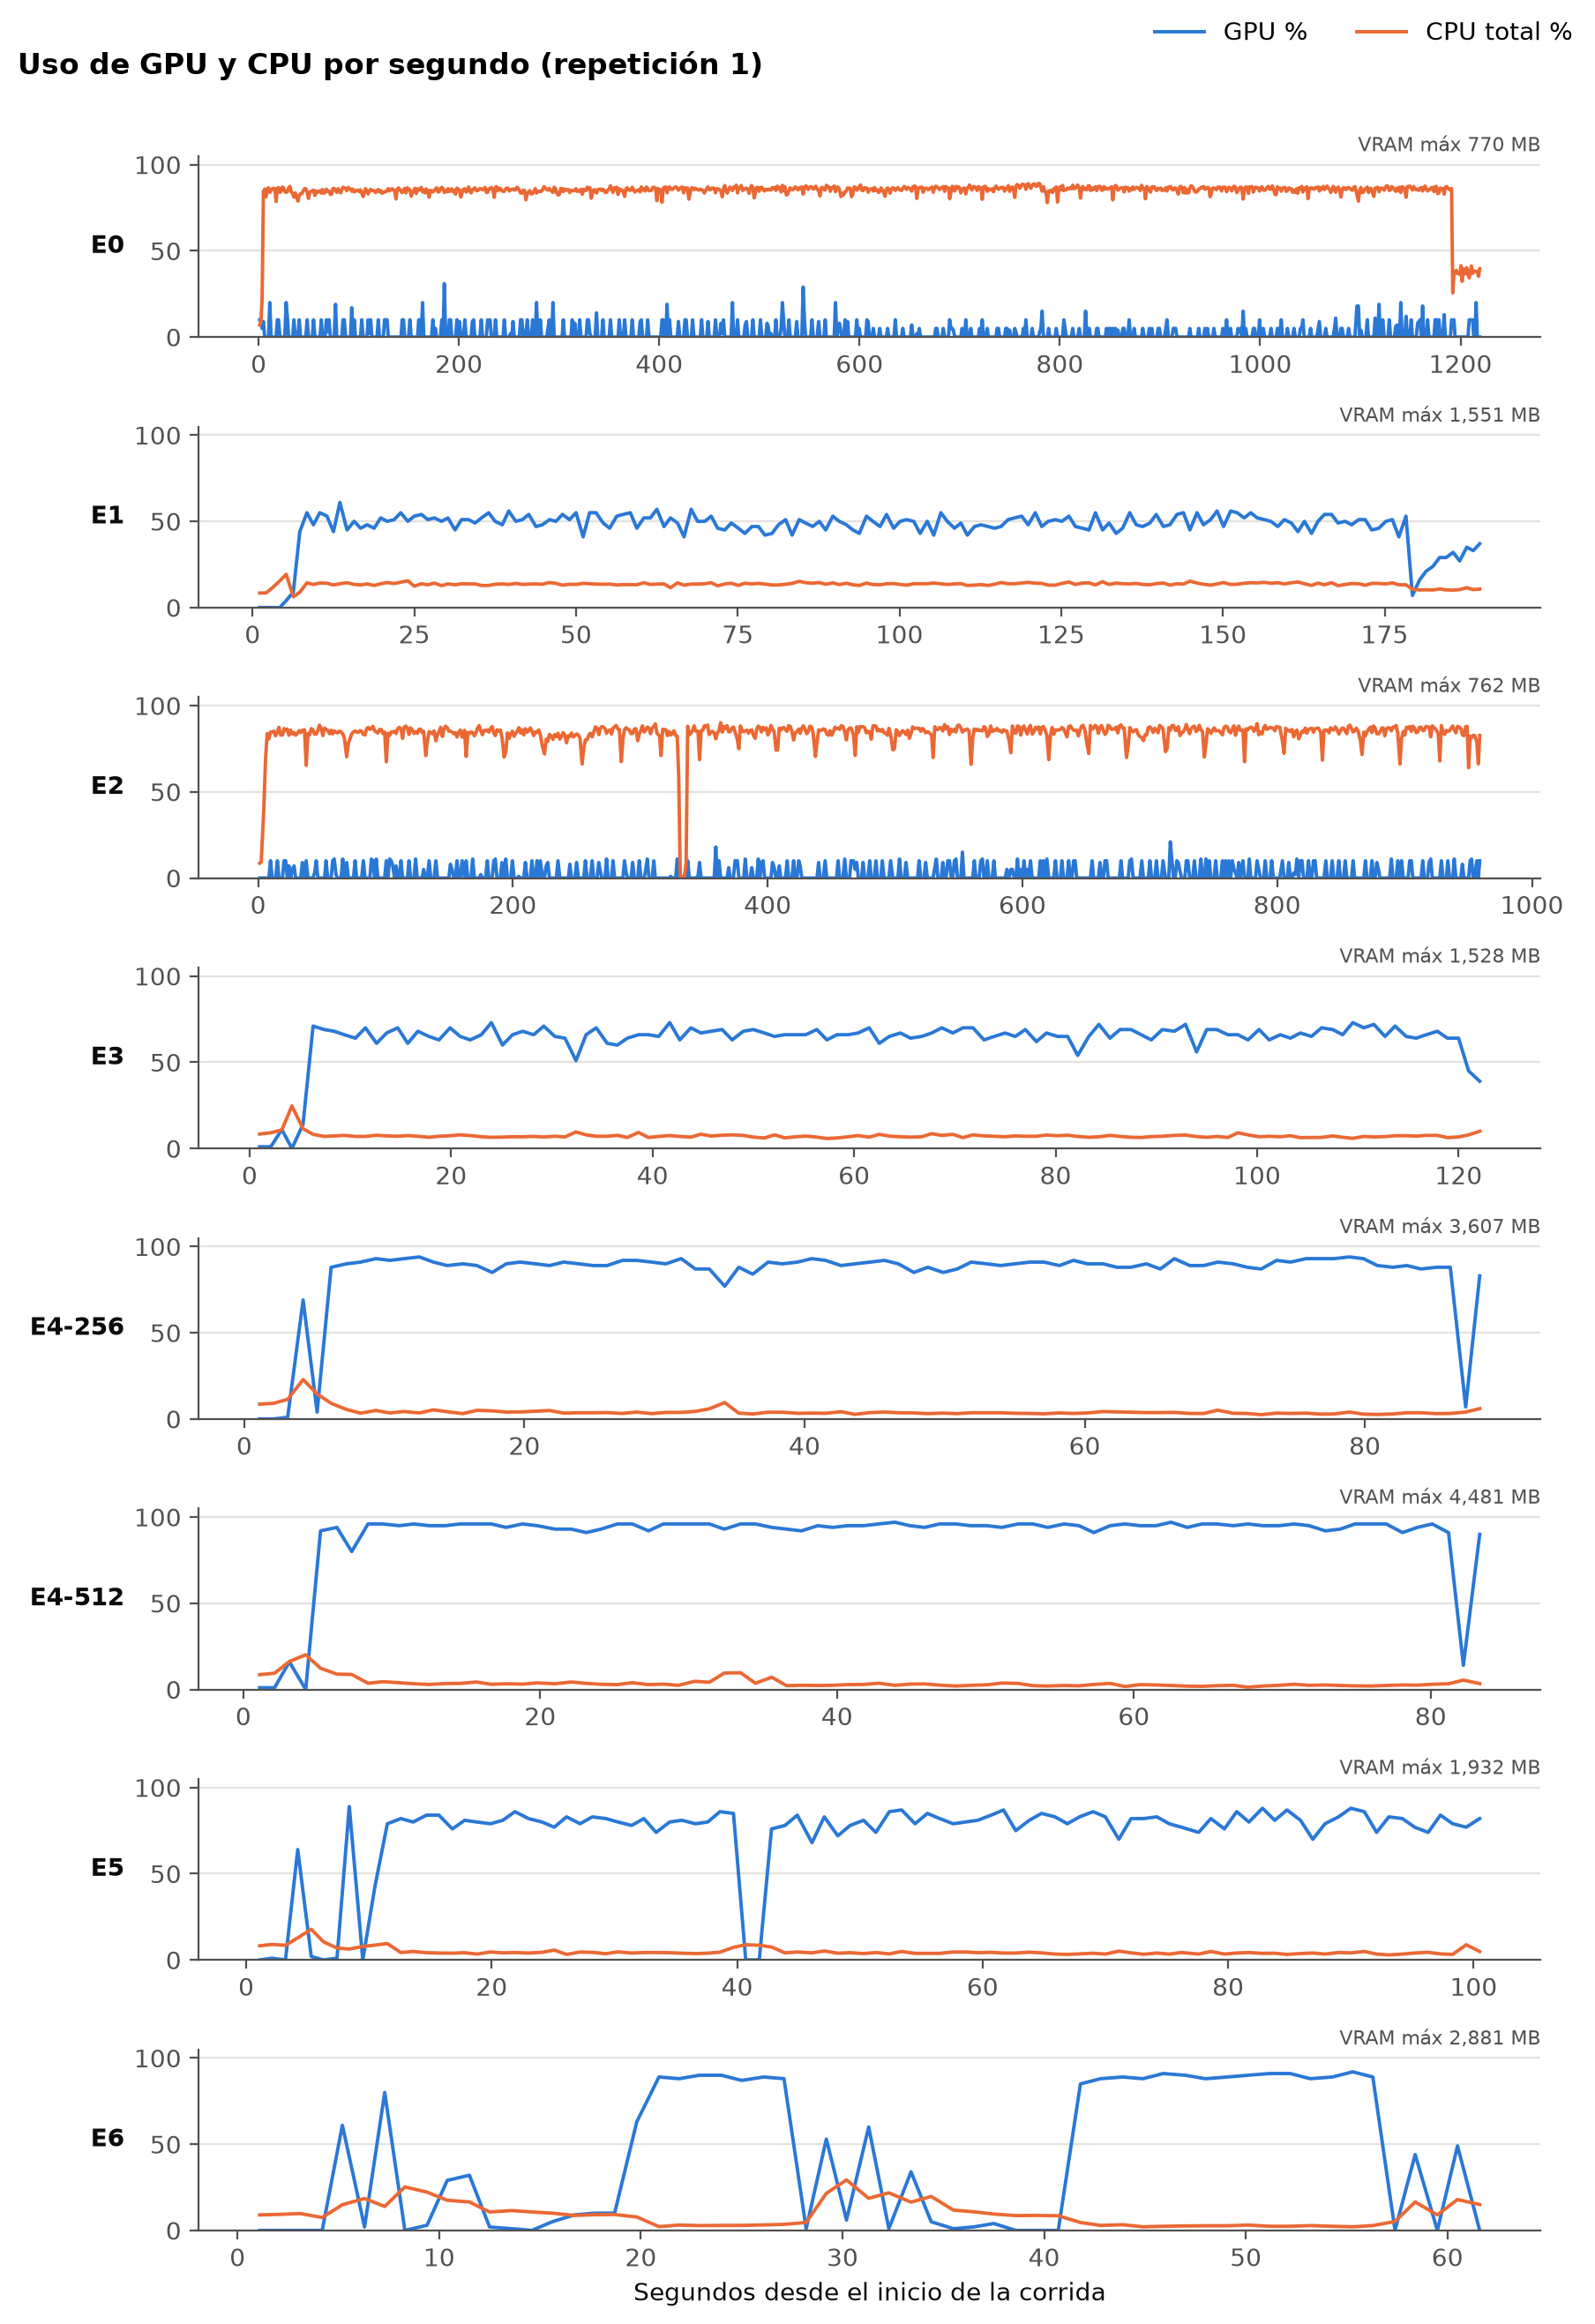 GPU %  CPU total %
Uso de GPU y CPU por segundo (repetición 1)
VRAM máx 770 MB
100
E0
50
0
0 200 400 600 800 1000 1200
VRAM máx 1,551 MB
100
E1
50
0
0 25 50 75 100 125 150 175
VRAM máx 762 MB
100
E2
50
0
0 200 400 600 800 1000
VRAM máx 1,528 MB
100
E3
50
0
0 20 40 60 80 100 120
VRAM máx 3,607 MB
100
E4-256
50
0
0 20 40 60 80
VRAM máx 4,481 MB
100
E4-512
50
0
0 20 40 60 80
VRAM máx 1,932 MB
100
E5
50
0
0 20 40 60 80 100
VRAM máx 2,881 MB
100
E6
50
0
0 10 20 30 40 50 60
Segundos desde el inicio de la corrida